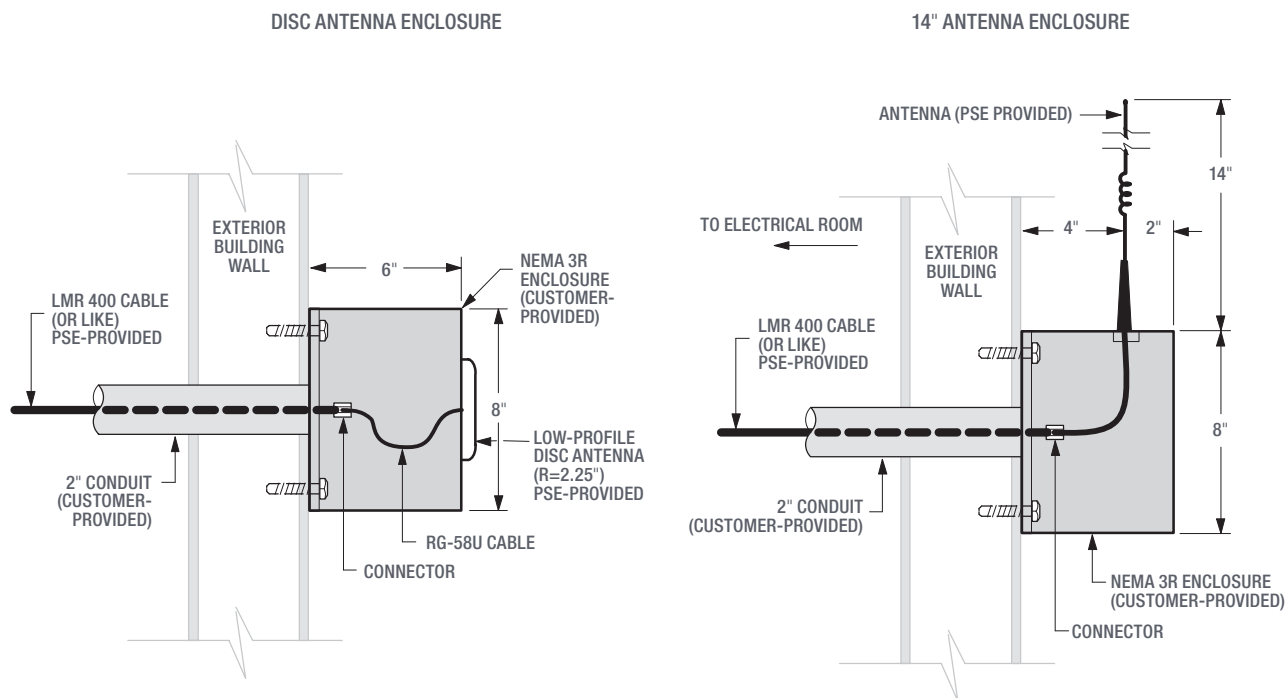 DISC ANTENNA ENCLOSURE
EXTERIOR
BUILDING
WALL
6"
NEMA 3R
ENCLOSURE
(CUSTOMER-
PROVIDED)
LMR 400 CABLE
(OR LIKE)
PSE-PROVIDED
8"
LOW-PROFILE
DISC ANTENNA
(R=2.25")
PSE-PROVIDED
2" CONDUIT
(CUSTOMER-
PROVIDED)
RG-58U CABLE
CONNECTOR
14" ANTENNA ENCLOSURE
ANTENNA (PSE PROVIDED)
14"
TO ELECTRICAL ROOM
4"
2"
EXTERIOR
BUILDING
WALL
LMR 400 CABLE
(OR LIKE)
PSE-PROVIDED
8"
2" CONDUIT
(CUSTOMER-PROVIDED)
NEMA 3R ENCLOSURE
(CUSTOMER-PROVIDED)
CONNECTOR